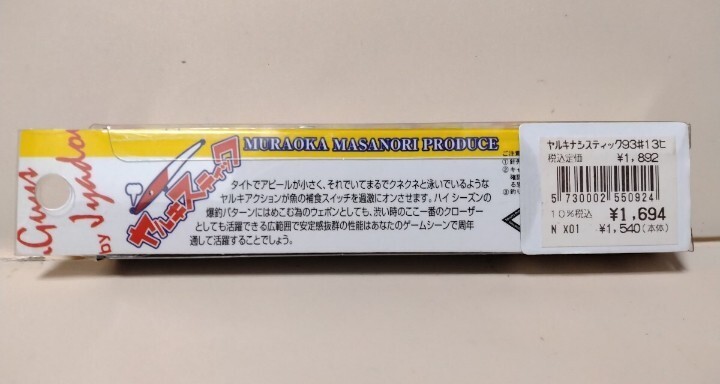 aGun
by Jyado
MURAOKA MASANORI PRODUCE
ヤルキスティック
タイトでアピールが小さく、それでいてまるでクネクネと泳いでいるような
ヤルキアクションが魚の補食スイッチを過激にオンさせます。ハイシーズンの
爆釣パターンにはめこむ為のウェポンとしても、渋い時のここ一番のクローザー
としても活躍できる広範囲で安定感抜群の性能はあなたのゲームシーンで周年
通して活躍することでしょう。
ご注意
ヤルキナシスティック93#13ヒ
税込定価 ¥1,892
5 730002 550924
10%税込 ¥1,694
N X01 ¥1,540(本体)